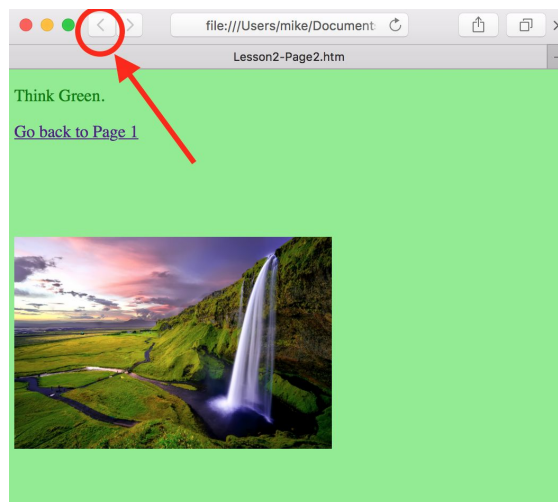 file:///Users/mike/Document
Lesson2-Page2.htm
Think Green.
Go back to Page 1